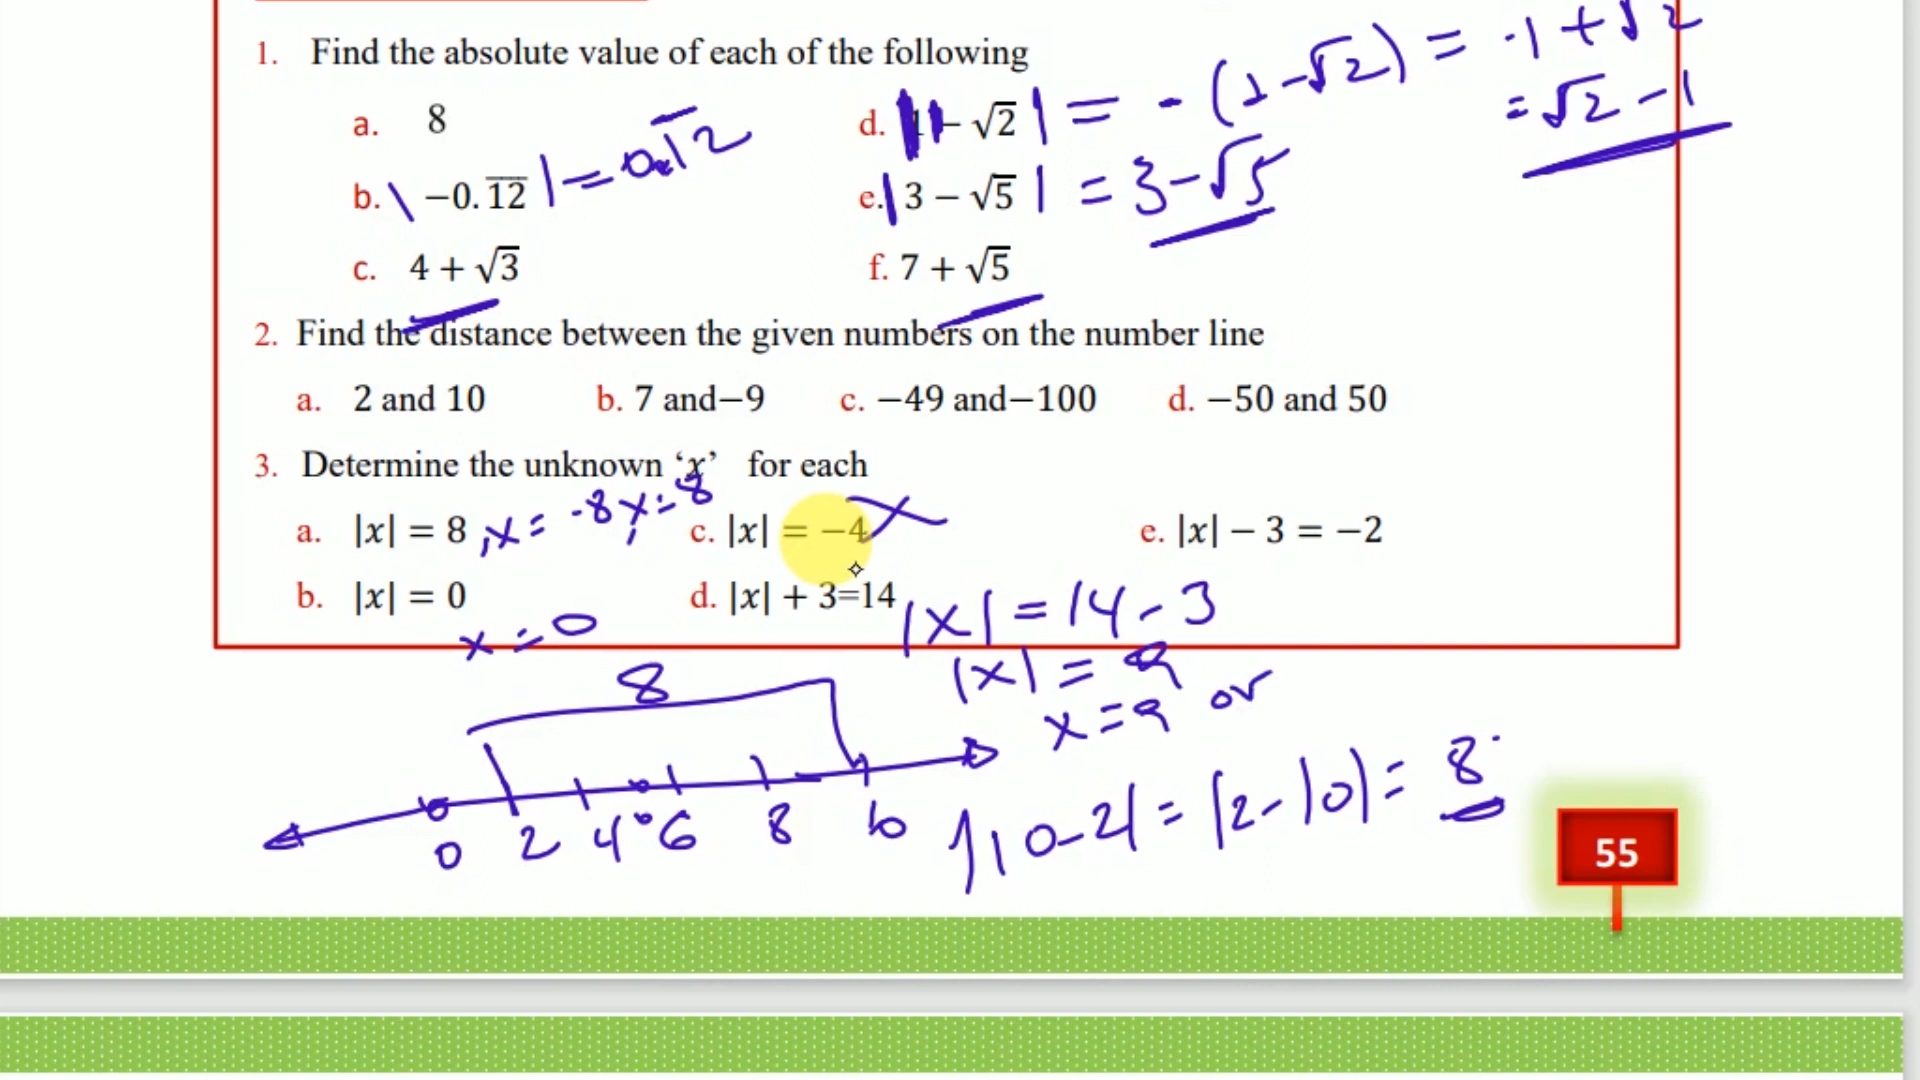 1. Find the absolute value of each of the following
a. 8
d. |1 − √2 | = - (1-√2) = -1 + √2
= √2 - 1
b. | −0.1̅2̅ | = 0.1̅2̅
e. | 3 − √5 | = 3-√5
c. 4 + √3
f. 7 + √5
2. Find the distance between the given numbers on the number line
a. 2 and 10 b. 7 and−9 c. −49 and−100 d. −50 and 50
3. Determine the unknown ‘x’ for each
a. |x| = 8 , x = -8, x = 8 c. |x| = −4 e. |x| − 3 = −2
b. |x| = 0 d. |x| + 3=14 |x| = 14 - 3
x = 0
|x| = 9
8
x = 9 or
0 2 4 6 8 10
|10-2| = |2-10| = 8
55